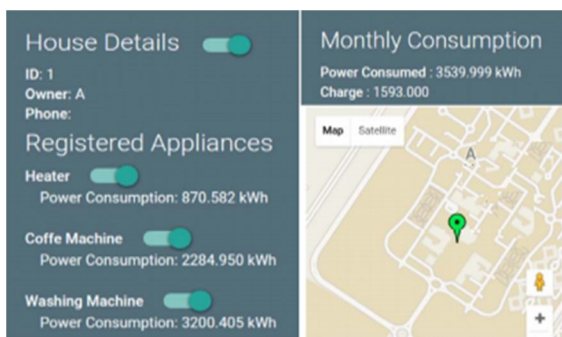 House Details
ID: 1
Owner: A
Phone:
Registered Appliances
Heater
Power Consumption: 870.582 kWh
Coffe Machine
Power Consumption: 2284.950 kWh
Washing Machine
Power Consumption: 3200.405 kWh
Monthly Consumption
Power Consumed : 3539.999 kWh
Charge : 1593.000
Map Satellite
A
+